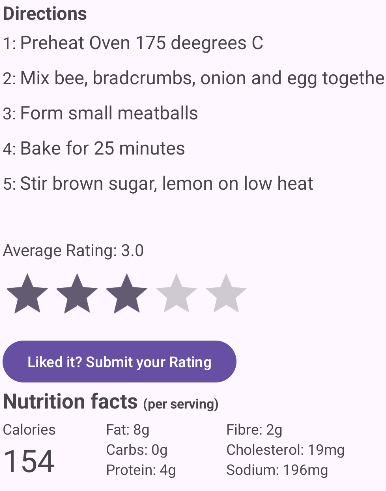 Directions
1: Preheat Oven 175 deegrees C
2: Mix bee, bradcrumbs, onion and egg togethe
3: Form small meatballs
4: Bake for 25 minutes
5: Stir brown sugar, lemon on low heat
Average Rating: 3.0
Liked it? Submit your Rating
Nutrition facts (per serving)
Calories Fat: 8g Fibre: 2g
154 Carbs: 0g Cholesterol: 19mg
Protein: 4g Sodium: 196mg